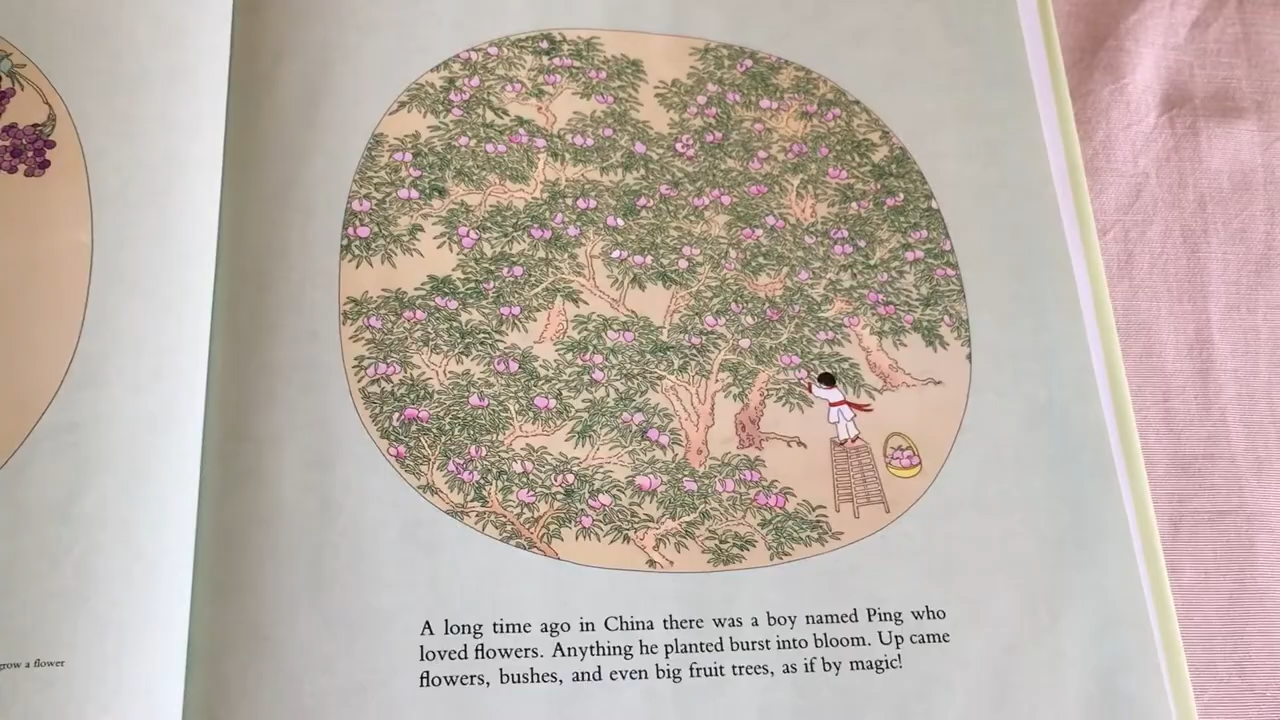 grow a flower
A long time ago in China there was a boy named Ping who
loved flowers. Anything he planted burst into bloom. Up came
flowers, bushes, and even big fruit trees, as if by magic!